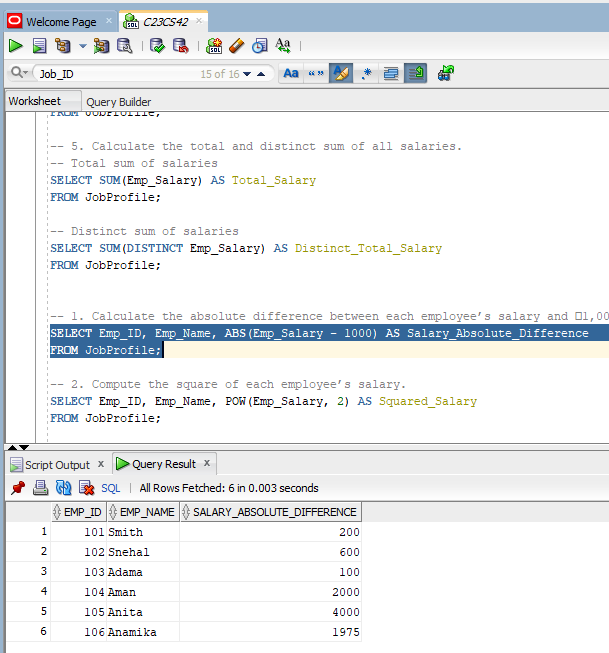 Welcome Page
C23CS42
SQL
Aa
Job_ID
15 of 16
Aa
Worksheet
Query Builder
FROM JobProfile;
-- 5. Calculate the total and distinct sum of all salaries.
-- Total sum of salaries
SELECT SUM(Emp_Salary) AS Total_Salary
FROM JobProfile;
-- Distinct sum of salaries
SELECT SUM(DISTINCT Emp_Salary) AS Distinct_Total_Salary
FROM JobProfile;
-- 1. Calculate the absolute difference between each employee’s salary and □1,00
SELECT Emp_ID, Emp_Name, ABS(Emp_Salary - 1000) AS Salary_Absolute_Difference
FROM JobProfile;
-- 2. Compute the square of each employee’s salary.
SELECT Emp_ID, Emp_Name, POW(Emp_Salary, 2) AS Squared_Salary
FROM JobProfile;
Script Output x
Query Result x
SQL | All Rows Fetched: 6 in 0.003 seconds
EMP_ID EMP_NAME SALARY_ABSOLUTE_DIFFERENCE
1 101 Smith 200
2 102 Snehal 600
3 103 Adama 100
4 104 Aman 2000
5 105 Anita 4000
6 106 Anamika 1975